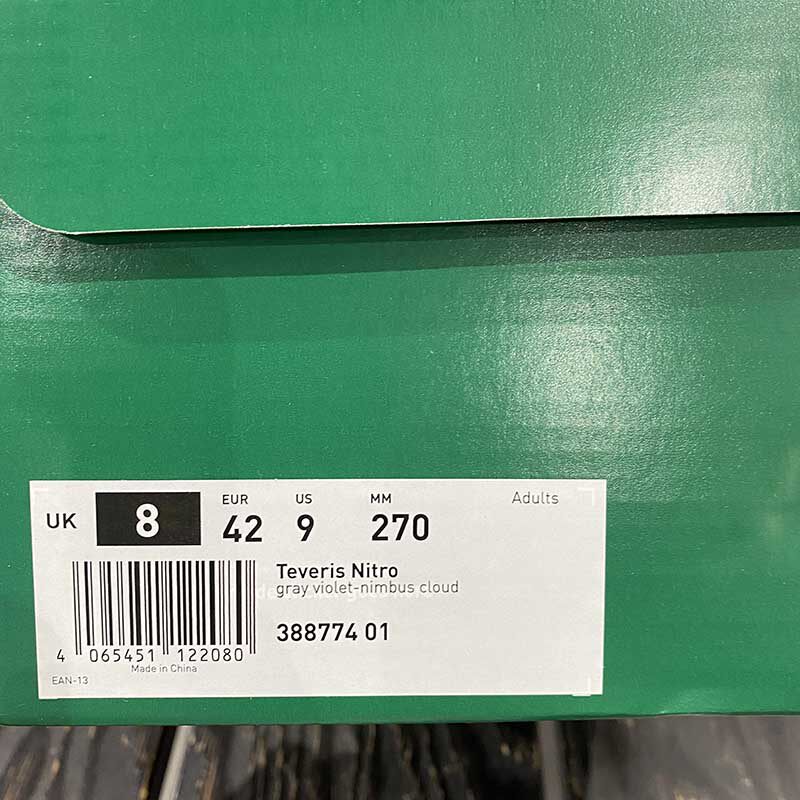 UK 8 EUR 42 US 9 MM 270 Adults
Teveris Nitro
gray violet-nimbus cloud
388774 01
4 065451 122080
Made in China
EAN-13